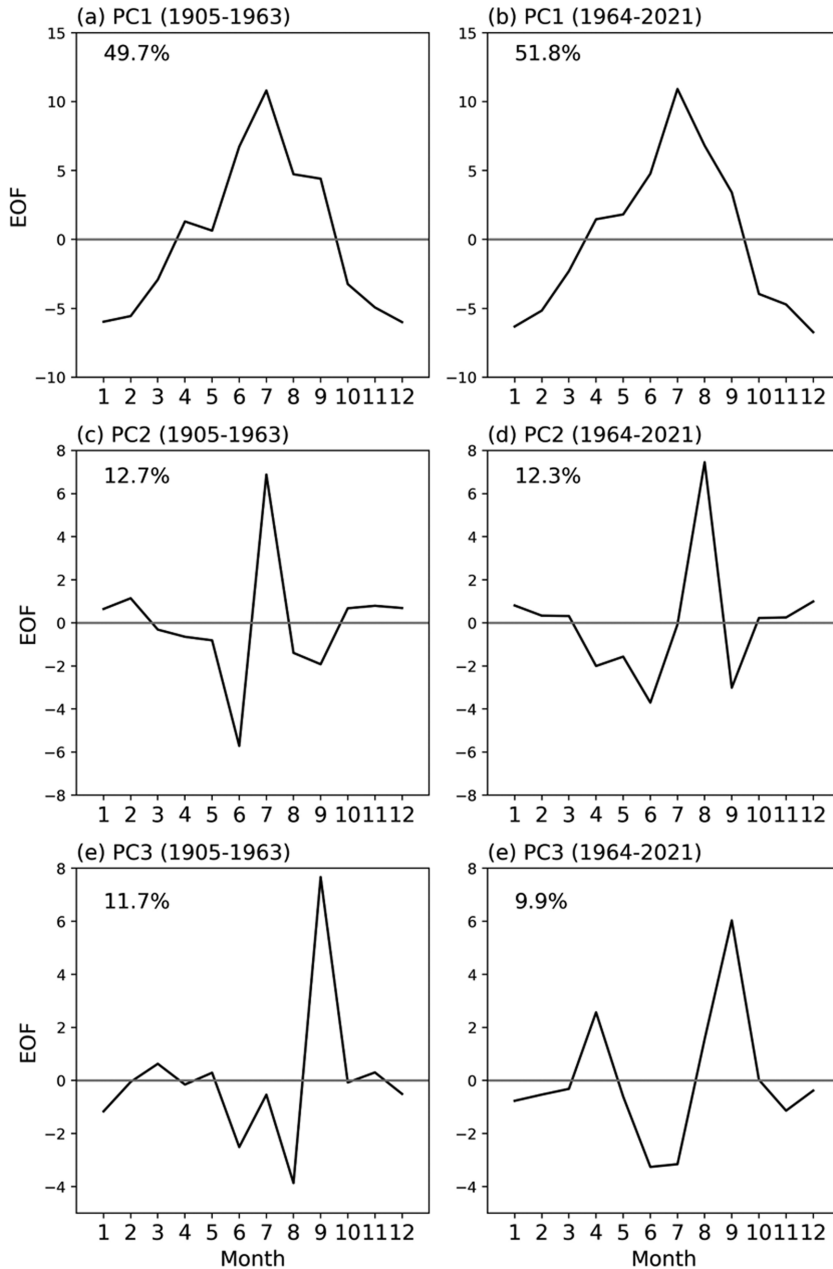 (a) PC1 (1905-1963)
49.7%
15
10
5
0
−5
−10
EOF
1 2 3 4 5 6 7 8 9 10 11 12
(b) PC1 (1964-2021)
51.8%
15
10
5
0
−5
−10
1 2 3 4 5 6 7 8 9 10 11 12
(c) PC2 (1905-1963)
12.7%
8
6
4
2
0
−2
−4
−6
−8
EOF
1 2 3 4 5 6 7 8 9 10 11 12
(d) PC2 (1964-2021)
12.3%
8
6
4
2
0
−2
−4
−6
−8
1 2 3 4 5 6 7 8 9 10 11 12
(e) PC3 (1905-1963)
11.7%
8
6
4
2
0
−2
−4
EOF
1 2 3 4 5 6 7 8 9 10 11 12
Month
(e) PC3 (1964-2021)
9.9%
8
6
4
2
0
−2
−4
1 2 3 4 5 6 7 8 9 10 11 12
Month